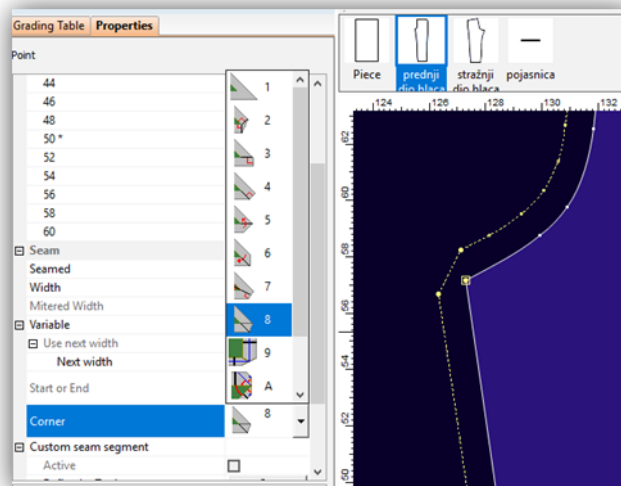 Grading Table Properties
Point
44
46
48
50 *
52
54
56
58
60
Seam
Seamed
Width
Mitered Width
Variable
Use next width
Next width
Start or End
Corner 8
Custom seam segment
Active
1
2
3
4
5
6
7
8
9
A
Piece
prednji
dio hlača
stražnji
dio hlača
pojasnica
124 126 128 130 132
62
60
58
56
54
52
50